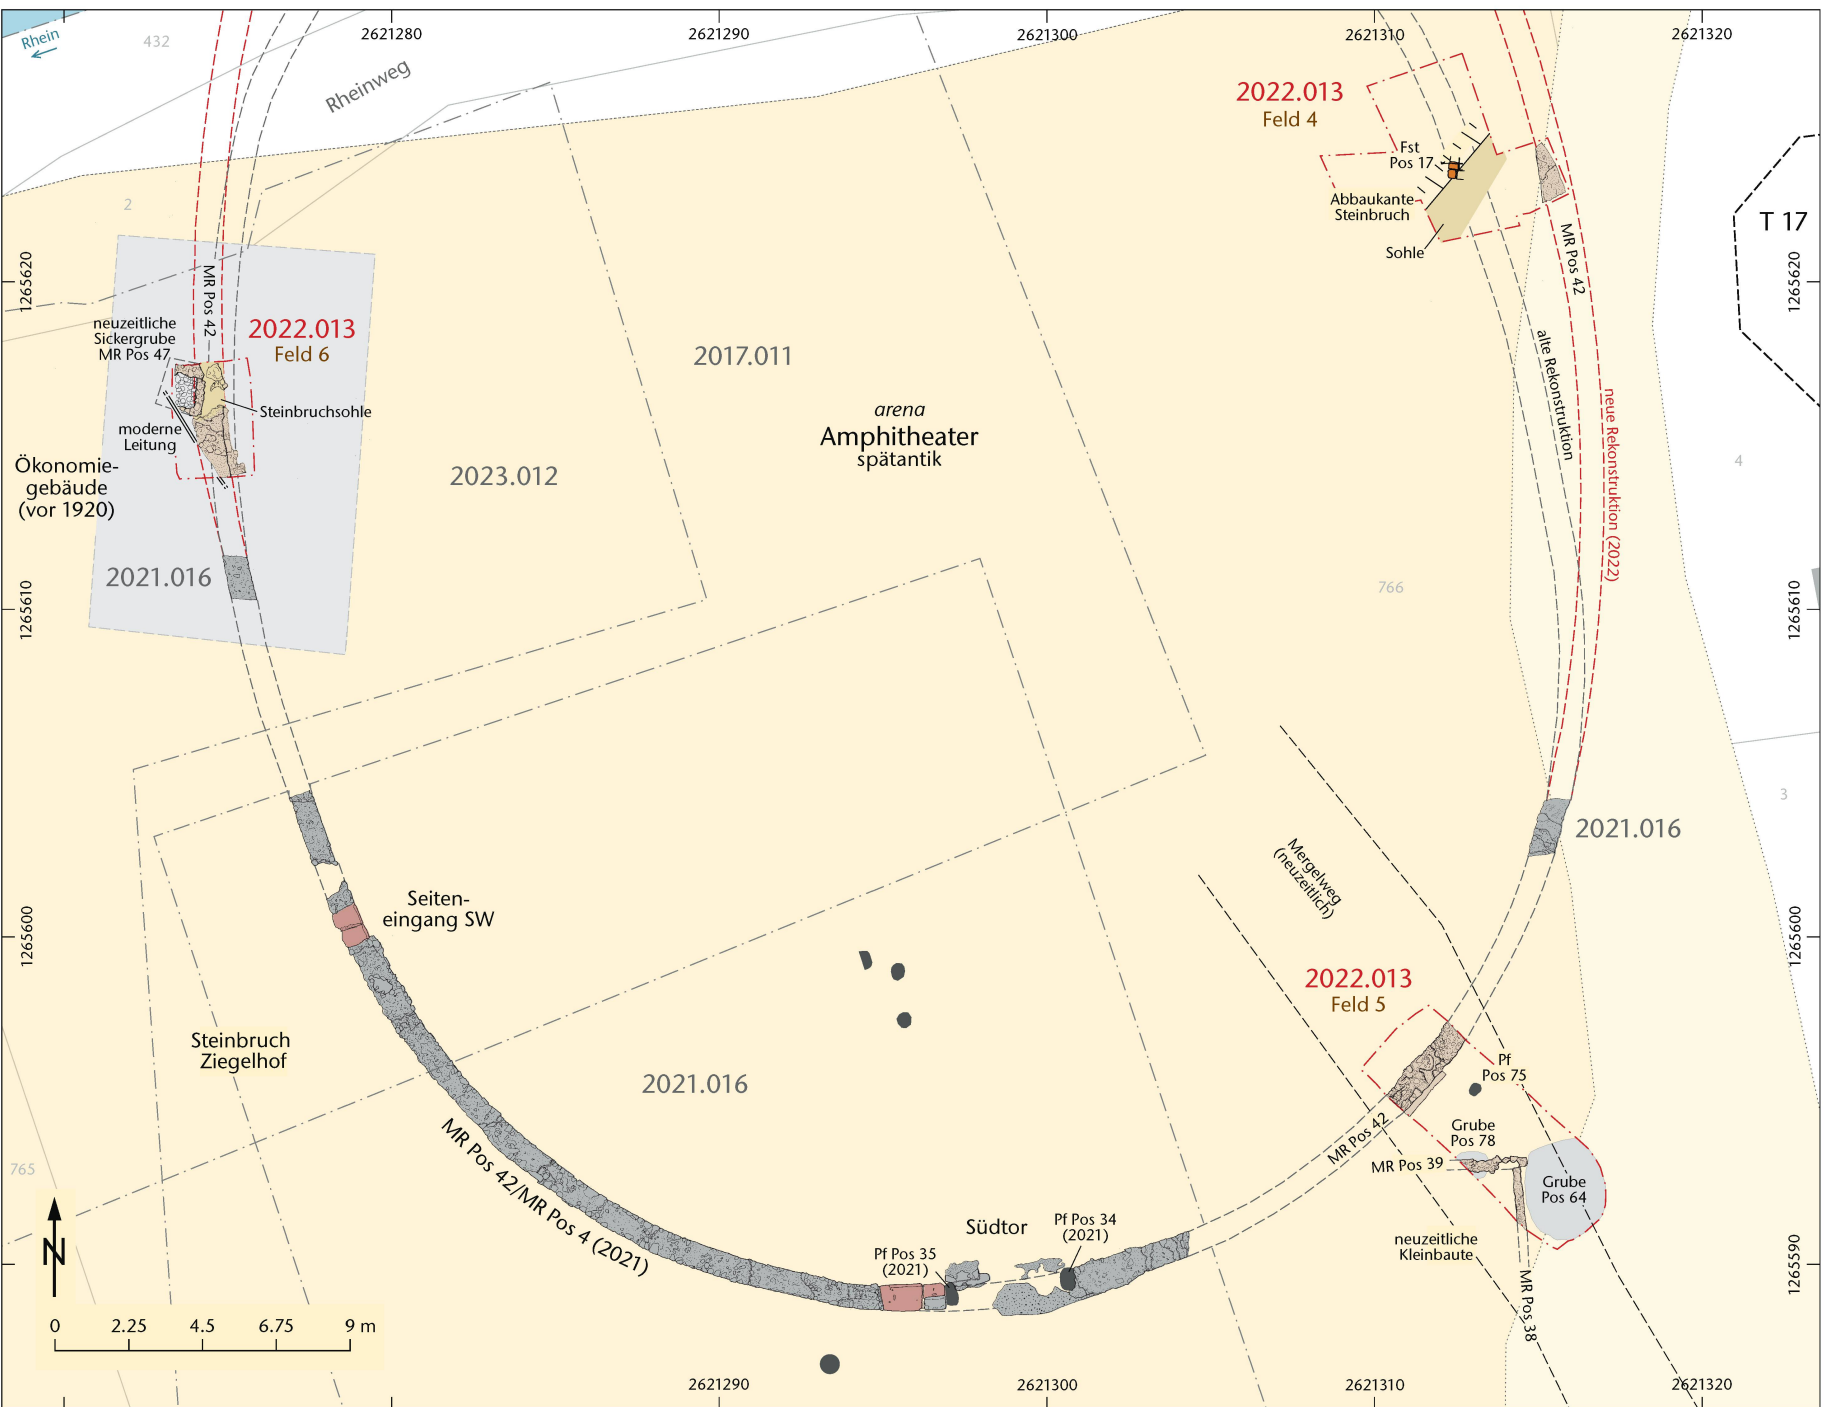 Rhein
432
2621280
2621290
2621300
2621310
2621320
Rheinweg
2022.013
Feld 4
Fst
Pos 17
Abbaukante
Steinbruch
Sohle
T 17
2
1265620
1265620
MR Pos 42
MR Pos 42
neuzeitliche
Sickergrube
MR Pos 47
2022.013
Feld 6
Steinbruchsohle
moderne
Leitung
Ökonomie-
gebäude
(vor 1920)
2017.011
arena
Amphitheater
spätantik
2023.012
alte Rekonstruktion
neue Rekonstruktion (2022)
4
2021.016
766
1265610
1265610
3
2021.016
Mergelweg
(neuzeitlich)
Seiten-
eingang SW
1265600
1265600
2022.013
Feld 5
Steinbruch
Ziegelhof
2021.016
Pf
Pos 75
MR Pos 42/MR Pos 4 (2021)
MR Pos 42
Grube
Pos 78
MR Pos 39
Grube
Pos 64
765
Südtor
Pf Pos 34
(2021)
Pf Pos 35
(2021)
neuzeitliche
Kleinbaute
MR Pos 38
1265590
N
0
2.25
4.5
6.75
9 m
2621290
2621300
2621310
2621320